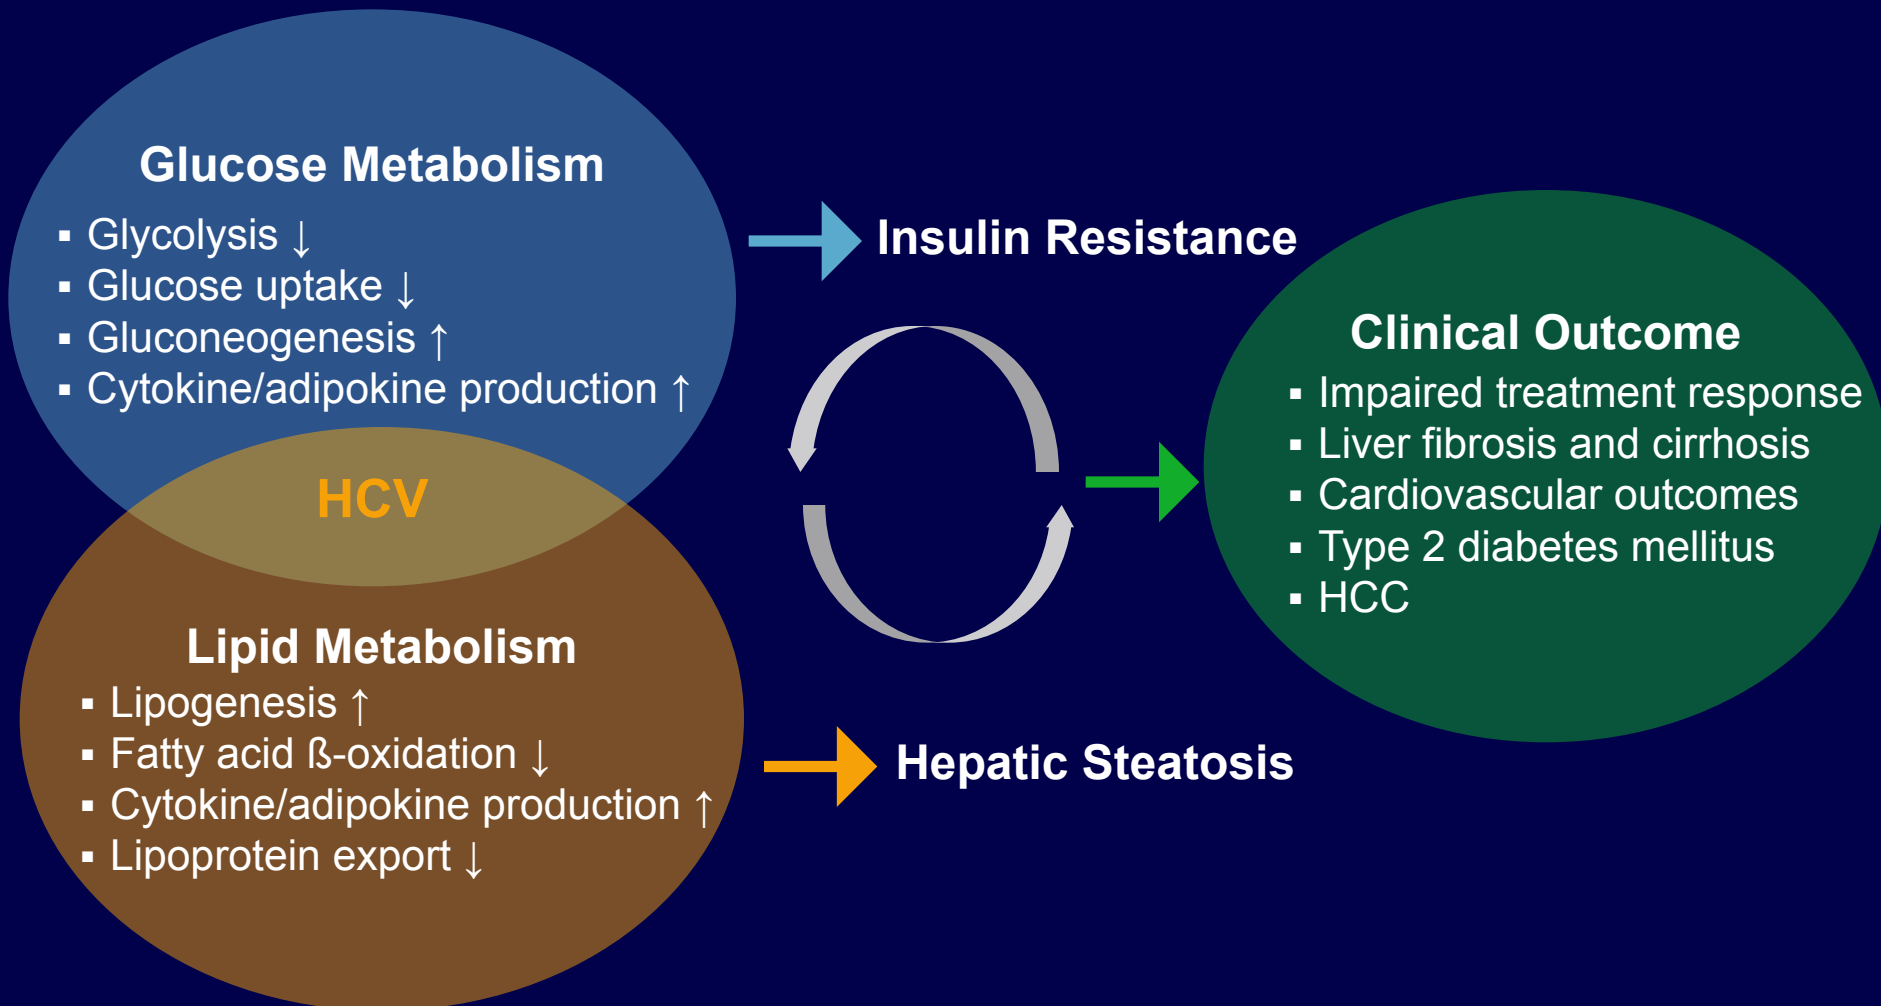 Glucose Metabolism
▪ Glycolysis ↓
▪ Glucose uptake ↓
▪ Gluconeogenesis ↑
▪ Cytokine/adipokine production ↑
HCV
Lipid Metabolism
▪ Lipogenesis ↑
▪ Fatty acid ß-oxidation ↓
▪ Cytokine/adipokine production ↑
▪ Lipoprotein export ↓
Insulin Resistance
Hepatic Steatosis
Clinical Outcome
▪ Impaired treatment response
▪ Liver fibrosis and cirrhosis
▪ Cardiovascular outcomes
▪ Type 2 diabetes mellitus
▪ HCC